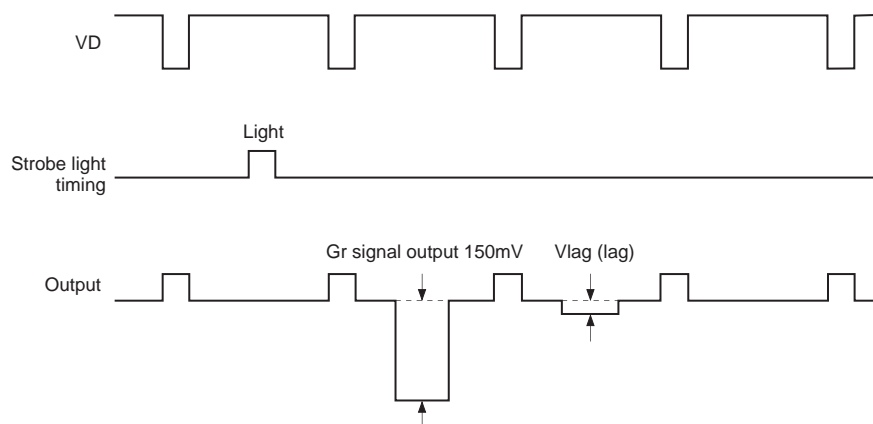 VD
Light
Strobe light
timing
Gr signal output 150mV
Vlag (lag)
Output